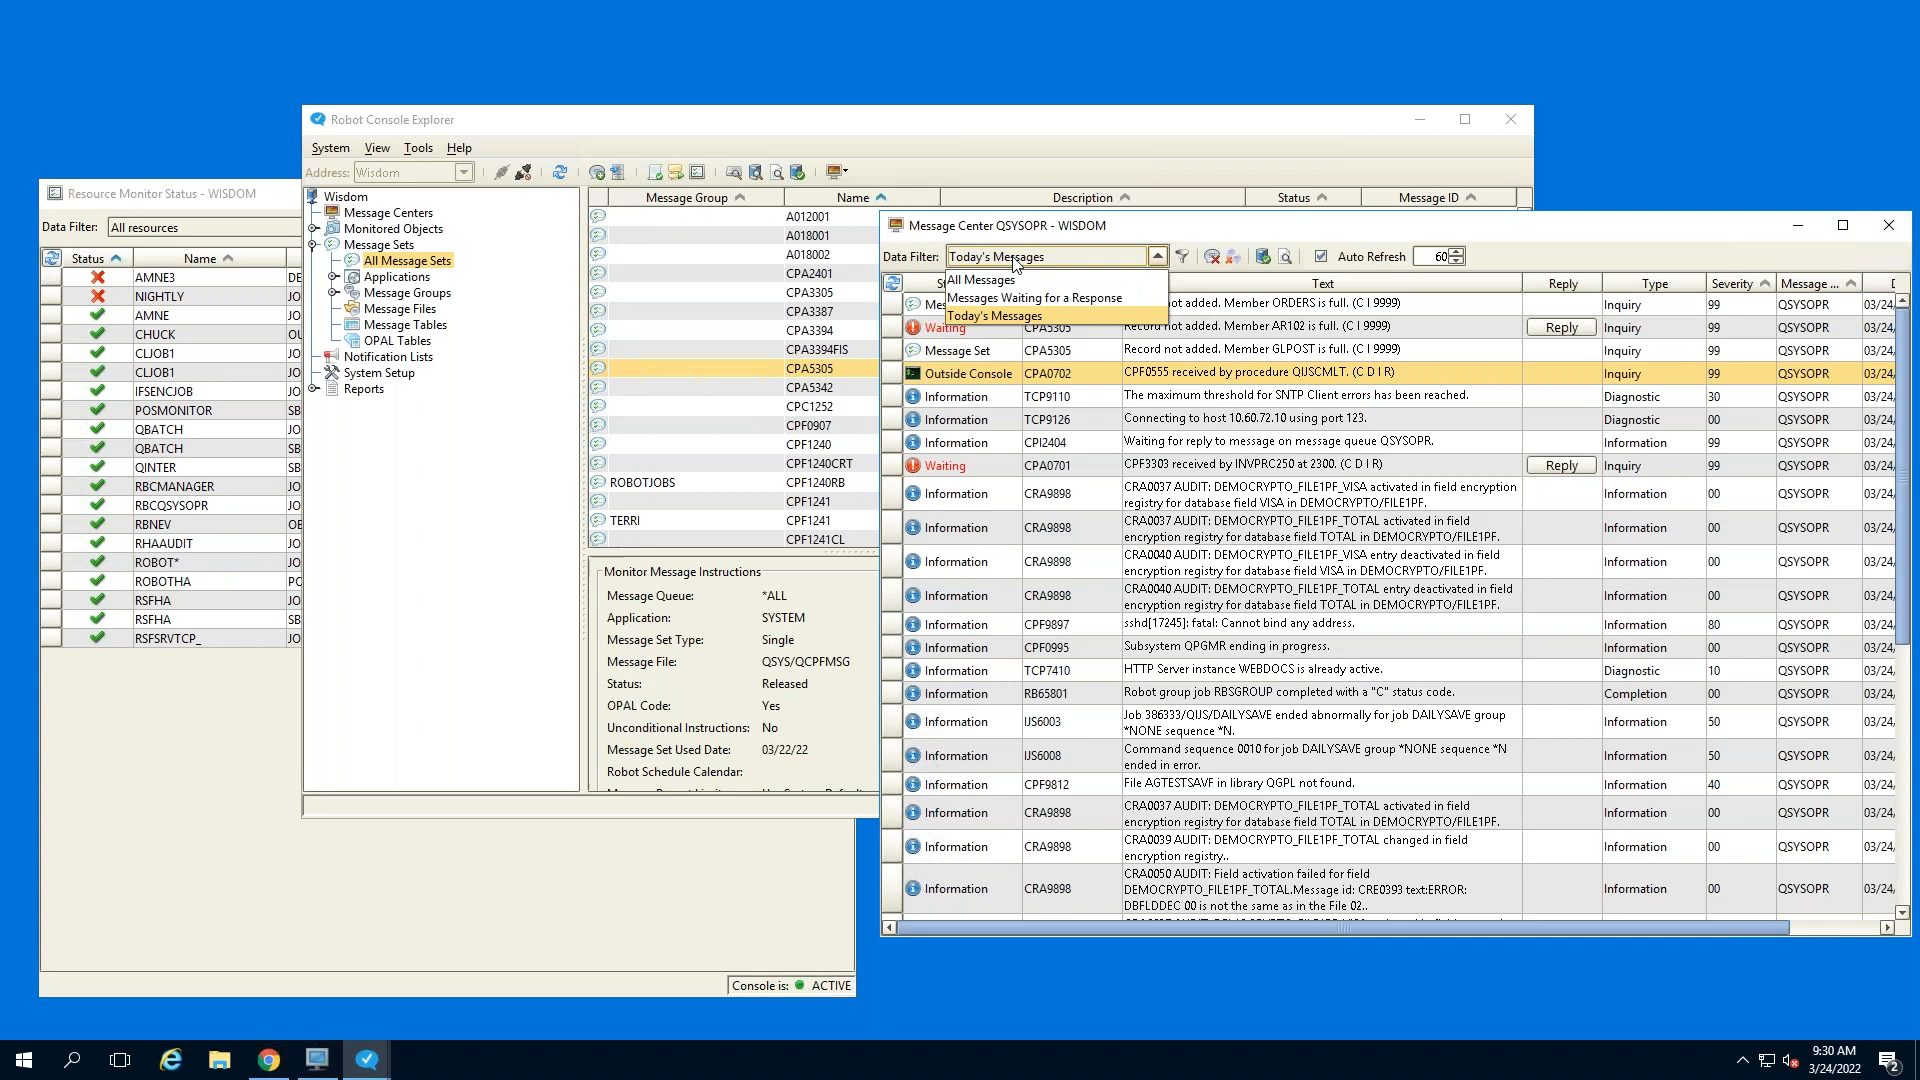 Robot Console Explorer
System View Tools Help
Address: Wisdom
Resource Monitor Status - WISDOM
Data Filter: All resources
Status Name
AMNE3 DE
NIGHTLY JO
AMNE JO
CHUCK OU
CLJOB1 JO
CLJOB1 JO
IFSENCJOB JO
POSMONITOR SB
QBATCH JO
QBATCH SB
QINTER SB
RBCMANAGER JO
RBCQSYSOPR JO
RBNEV OE
RHAAUDIT JO
ROBOT* JO
ROBOTHA PO
RSFHA JO
RSFHA SB
RSFSRVTCP_ JO
Console is: ACTIVE
Wisdom
Message Centers
Monitored Objects
Message Sets
All Message Sets
Applications
Message Groups
Message Files
Message Tables
OPAL Tables
Notification Lists
System Setup
Reports
Message Group Name Description Status Message ID
A012001
A018001
A018002
CPA2401
CPA3305
CPA3387
CPA3394
CPA3394FIS
CPA5305
CPA5342
CPC1252
CPF0907
CPF1240
CPF1240CRT
ROBOTJOBS CPF1240RB
CPF1241
TERRI CPF1241
CPF1241CL
Monitor Message Instructions
Message Queue: *ALL
Application: SYSTEM
Message Set Type: Single
Message File: QSYS/QCPFMSG
Status: Released
OPAL Code: Yes
Unconditional Instructions: No
Message Set Used Date: 03/22/22
Robot Schedule Calendar:
Message Center QSYSOPR - WISDOM
Data Filter: Today's Messages Auto Refresh 60
All Messages
Messages Waiting for a Response
Today's Messages
Text Reply Type Severity Message ...
not added. Member ORDERS is full. (C I 9999) Inquiry 99 QSYSOPR 03/24/
Waiting CPA5305 Record not added. Member AR102 is full. (C I 9999) Reply Inquiry 99 QSYSOPR 03/24/
Message Set CPA5305 Record not added. Member GLPOST is full. (C I 9999) Inquiry 99 QSYSOPR 03/24/
Outside Console CPA0702 CPF0555 received by procedure QIJSCMLT. (C D I R) Inquiry 99 QSYSOPR 03/24/
Information TCP9110 The maximum threshold for SNTP Client errors has been reached. Diagnostic 30 QSYSOPR 03/24/
Information TCP9126 Connecting to host 10.60.72.10 using port 123. Diagnostic 00 QSYSOPR 03/24/
Information CPI2404 Waiting for reply to message on message queue QSYSOPR. Information 99 QSYSOPR 03/24/
Waiting CPA0701 CPF3303 received by INVPRC250 at 2300. (C D I R) Reply Inquiry 99 QSYSOPR 03/24/
Information CRA9898 CRA0037 AUDIT: DEMOCRYPTO_FILE1PF_VISA activated in field encryption
registry for database field VISA in DEMOCRYPTO/FILE1PF. Information 00 QSYSOPR 03/24/
Information CRA9898 CRA0037 AUDIT: DEMOCRYPTO_FILE1PF_TOTAL activated in field
encryption registry for database field TOTAL in DEMOCRYPTO/FILE1PF. Information 00 QSYSOPR 03/24/
Information CRA9898 CRA0040 AUDIT: DEMOCRYPTO_FILE1PF_VISA entry deactivated in field
encryption registry for database field VISA in DEMOCRYPTO/FILE1PF. Information 00 QSYSOPR 03/24/
Information CRA9898 CRA0040 AUDIT: DEMOCRYPTO_FILE1PF_TOTAL entry deactivated in field
encryption registry for database field TOTAL in DEMOCRYPTO/FILE1PF. Information 00 QSYSOPR 03/24/
Information CPF9897 sshd[17245]: fatal: Cannot bind any address. Information 80 QSYSOPR 03/24/
Information CPF0995 Subsystem QPGMR ending in progress. Information 00 QSYSOPR 03/24/
Information TCP7410 HTTP Server instance WEBDOCS is already active. Diagnostic 10 QSYSOPR 03/24/
Information RB65801 Robot group job RBSGROUP completed with a "C" status code. Completion 00 QSYSOPR 03/24/
Information IJS6003 Job 386333/QIJS/DAILYSAVE ended abnormally for job DAILYSAVE group
*NONE sequence *N. Information 50 QSYSOPR 03/24/
Information IJS6008 Command sequence 0010 for job DAILYSAVE group *NONE sequence *N
ended in error. Information 50 QSYSOPR 03/24/
Information CPF9812 File AGTESTSAVF in library QGPL not found. Information 40 QSYSOPR 03/24/
Information CRA9898 CRA0037 AUDIT: DEMOCRYPTO_FILE1PF_TOTAL activated in field
encryption registry for database field TOTAL in DEMOCRYPTO/FILE1PF. Information 00 QSYSOPR 03/24/
Information CRA9898 CRA0039 AUDIT: DEMOCRYPTO_FILE1PF_TOTAL changed in field
encryption registry.. Information 00 QSYSOPR 03/24/
Information CRA9898 CRA0050 AUDIT: Field activation failed for field
DEMOCRYPTO_FILE1PF_TOTAL.Message id: CRE0393 text:ERROR:
DBFLDDEC 00 is not the same as in the File 02.. Information 00 QSYSOPR 03/24/
9:30 AM
3/24/2022
2